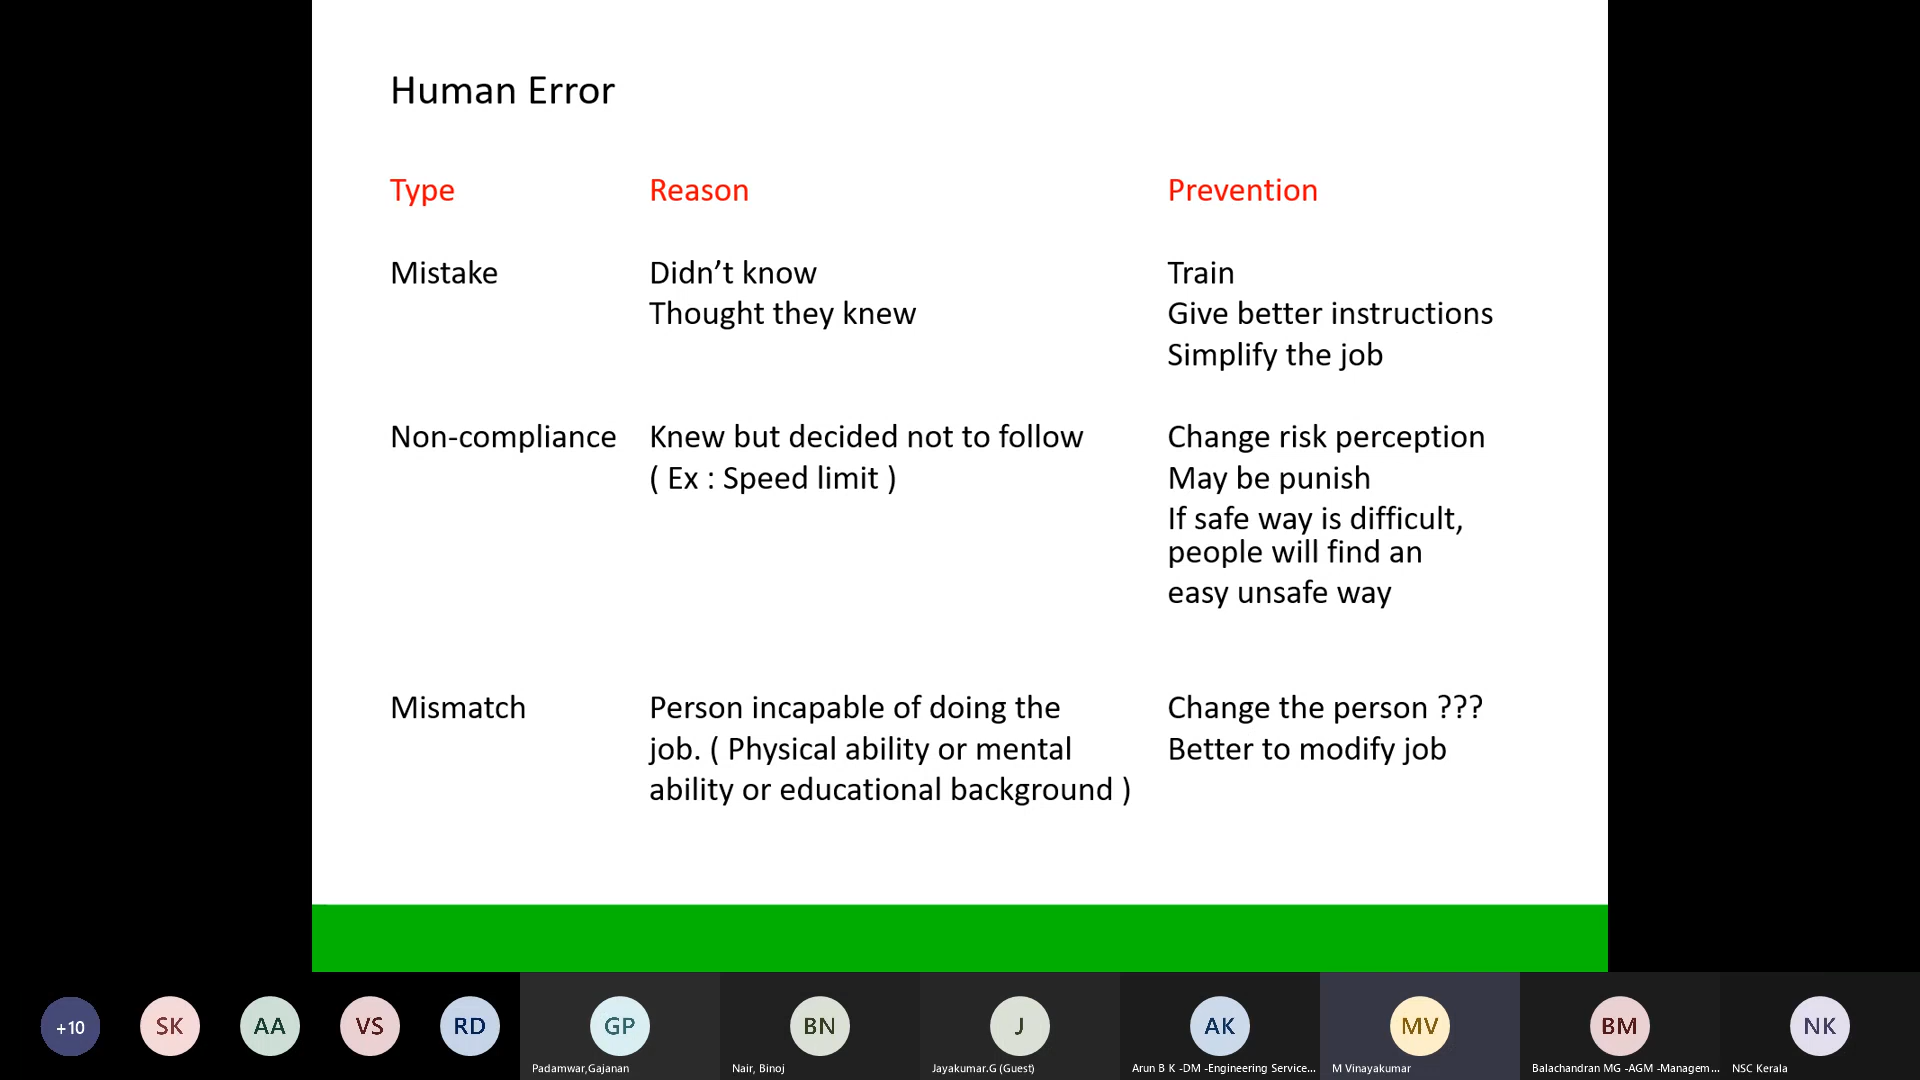 Human Error
Type Reason Prevention
Mistake Didn’t know Train
Thought they knew Give better instructions
Simplify the job
Non-compliance Knew but decided not to follow Change risk perception
( Ex : Speed limit ) May be punish
If safe way is difficult,
people will find an
easy unsafe way
Mismatch Person incapable of doing the Change the person ???
job. ( Physical ability or mental Better to modify job
ability or educational background )
+10 SK AA VS RD GP BN J AK MV BM NK
Padamwar,Gajanan Nair, Binoj Jayakumar.G (Guest) Arun B K -DM -Engineering Service... M Vinayakumar Balachandran MG -AGM -Managem... NSC Kerala